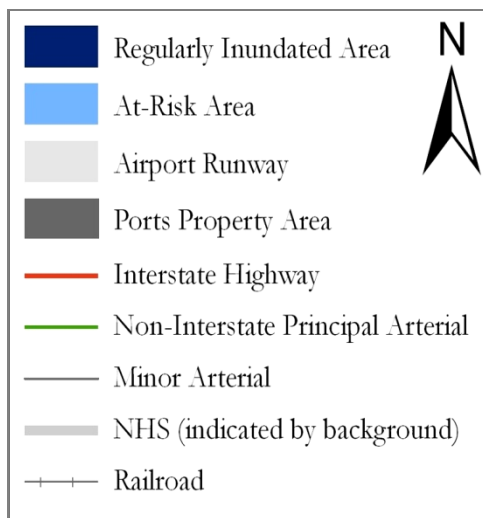 N
Regularly Inundated Area
At-Risk Area
Airport Runway
Ports Property Area
Interstate Highway
Non-Interstate Principal Arterial
Minor Arterial
NHS (indicated by background)
Railroad